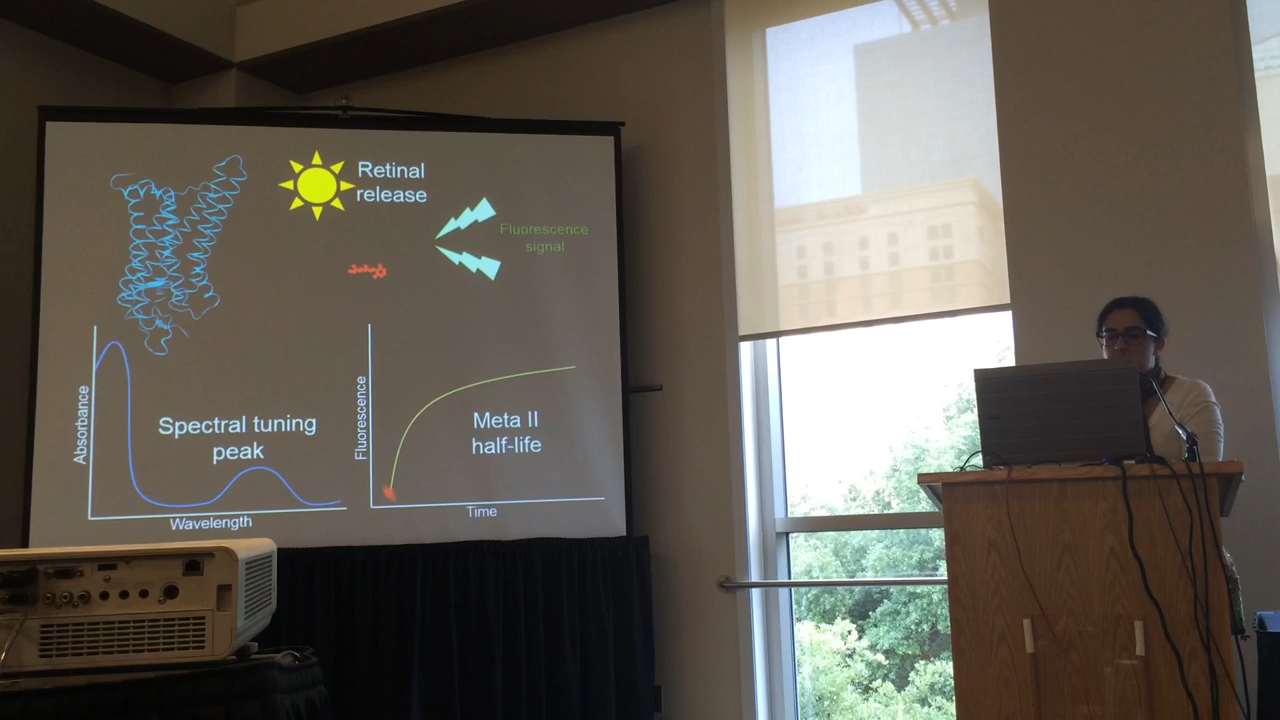 Retinal
release
Fluorescence
signal
Absorbance
Spectral tuning
peak
Wavelength
Fluorescence
Meta II
half-life
Time